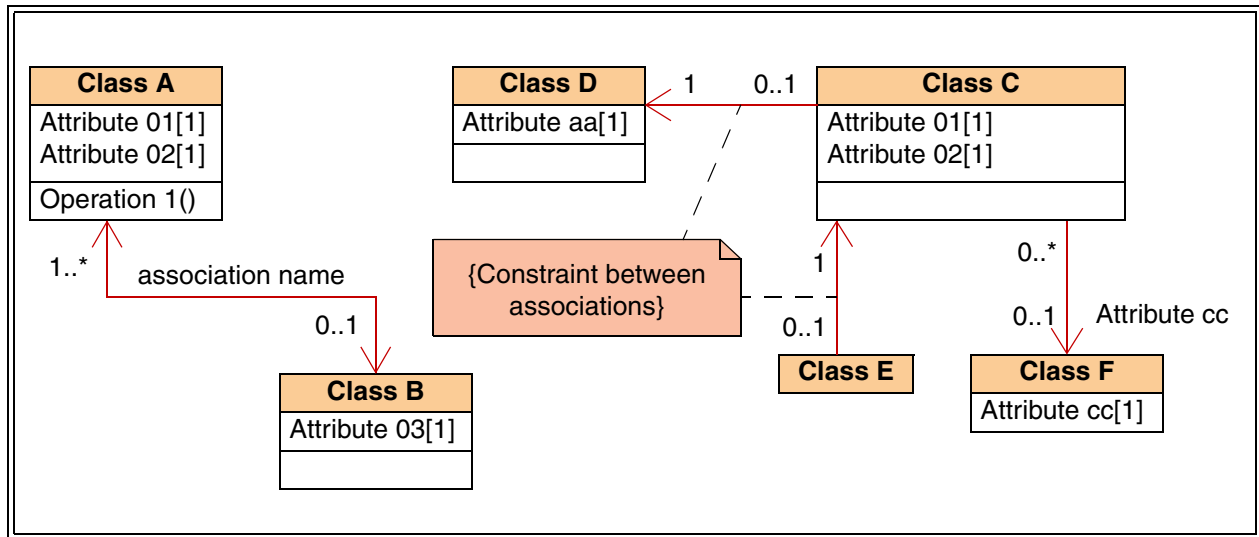 Class A
Attribute 01[1]
Attribute 02[1]
Operation 1()
1..*
association name
0..1
Class B
Attribute 03[1]
Class D
Attribute aa[1]
1
0..1
Class C
Attribute 01[1]
Attribute 02[1]
{Constraint between
associations}
1
0..1
Class E
0..*
0..1
Attribute cc
Class F
Attribute cc[1]